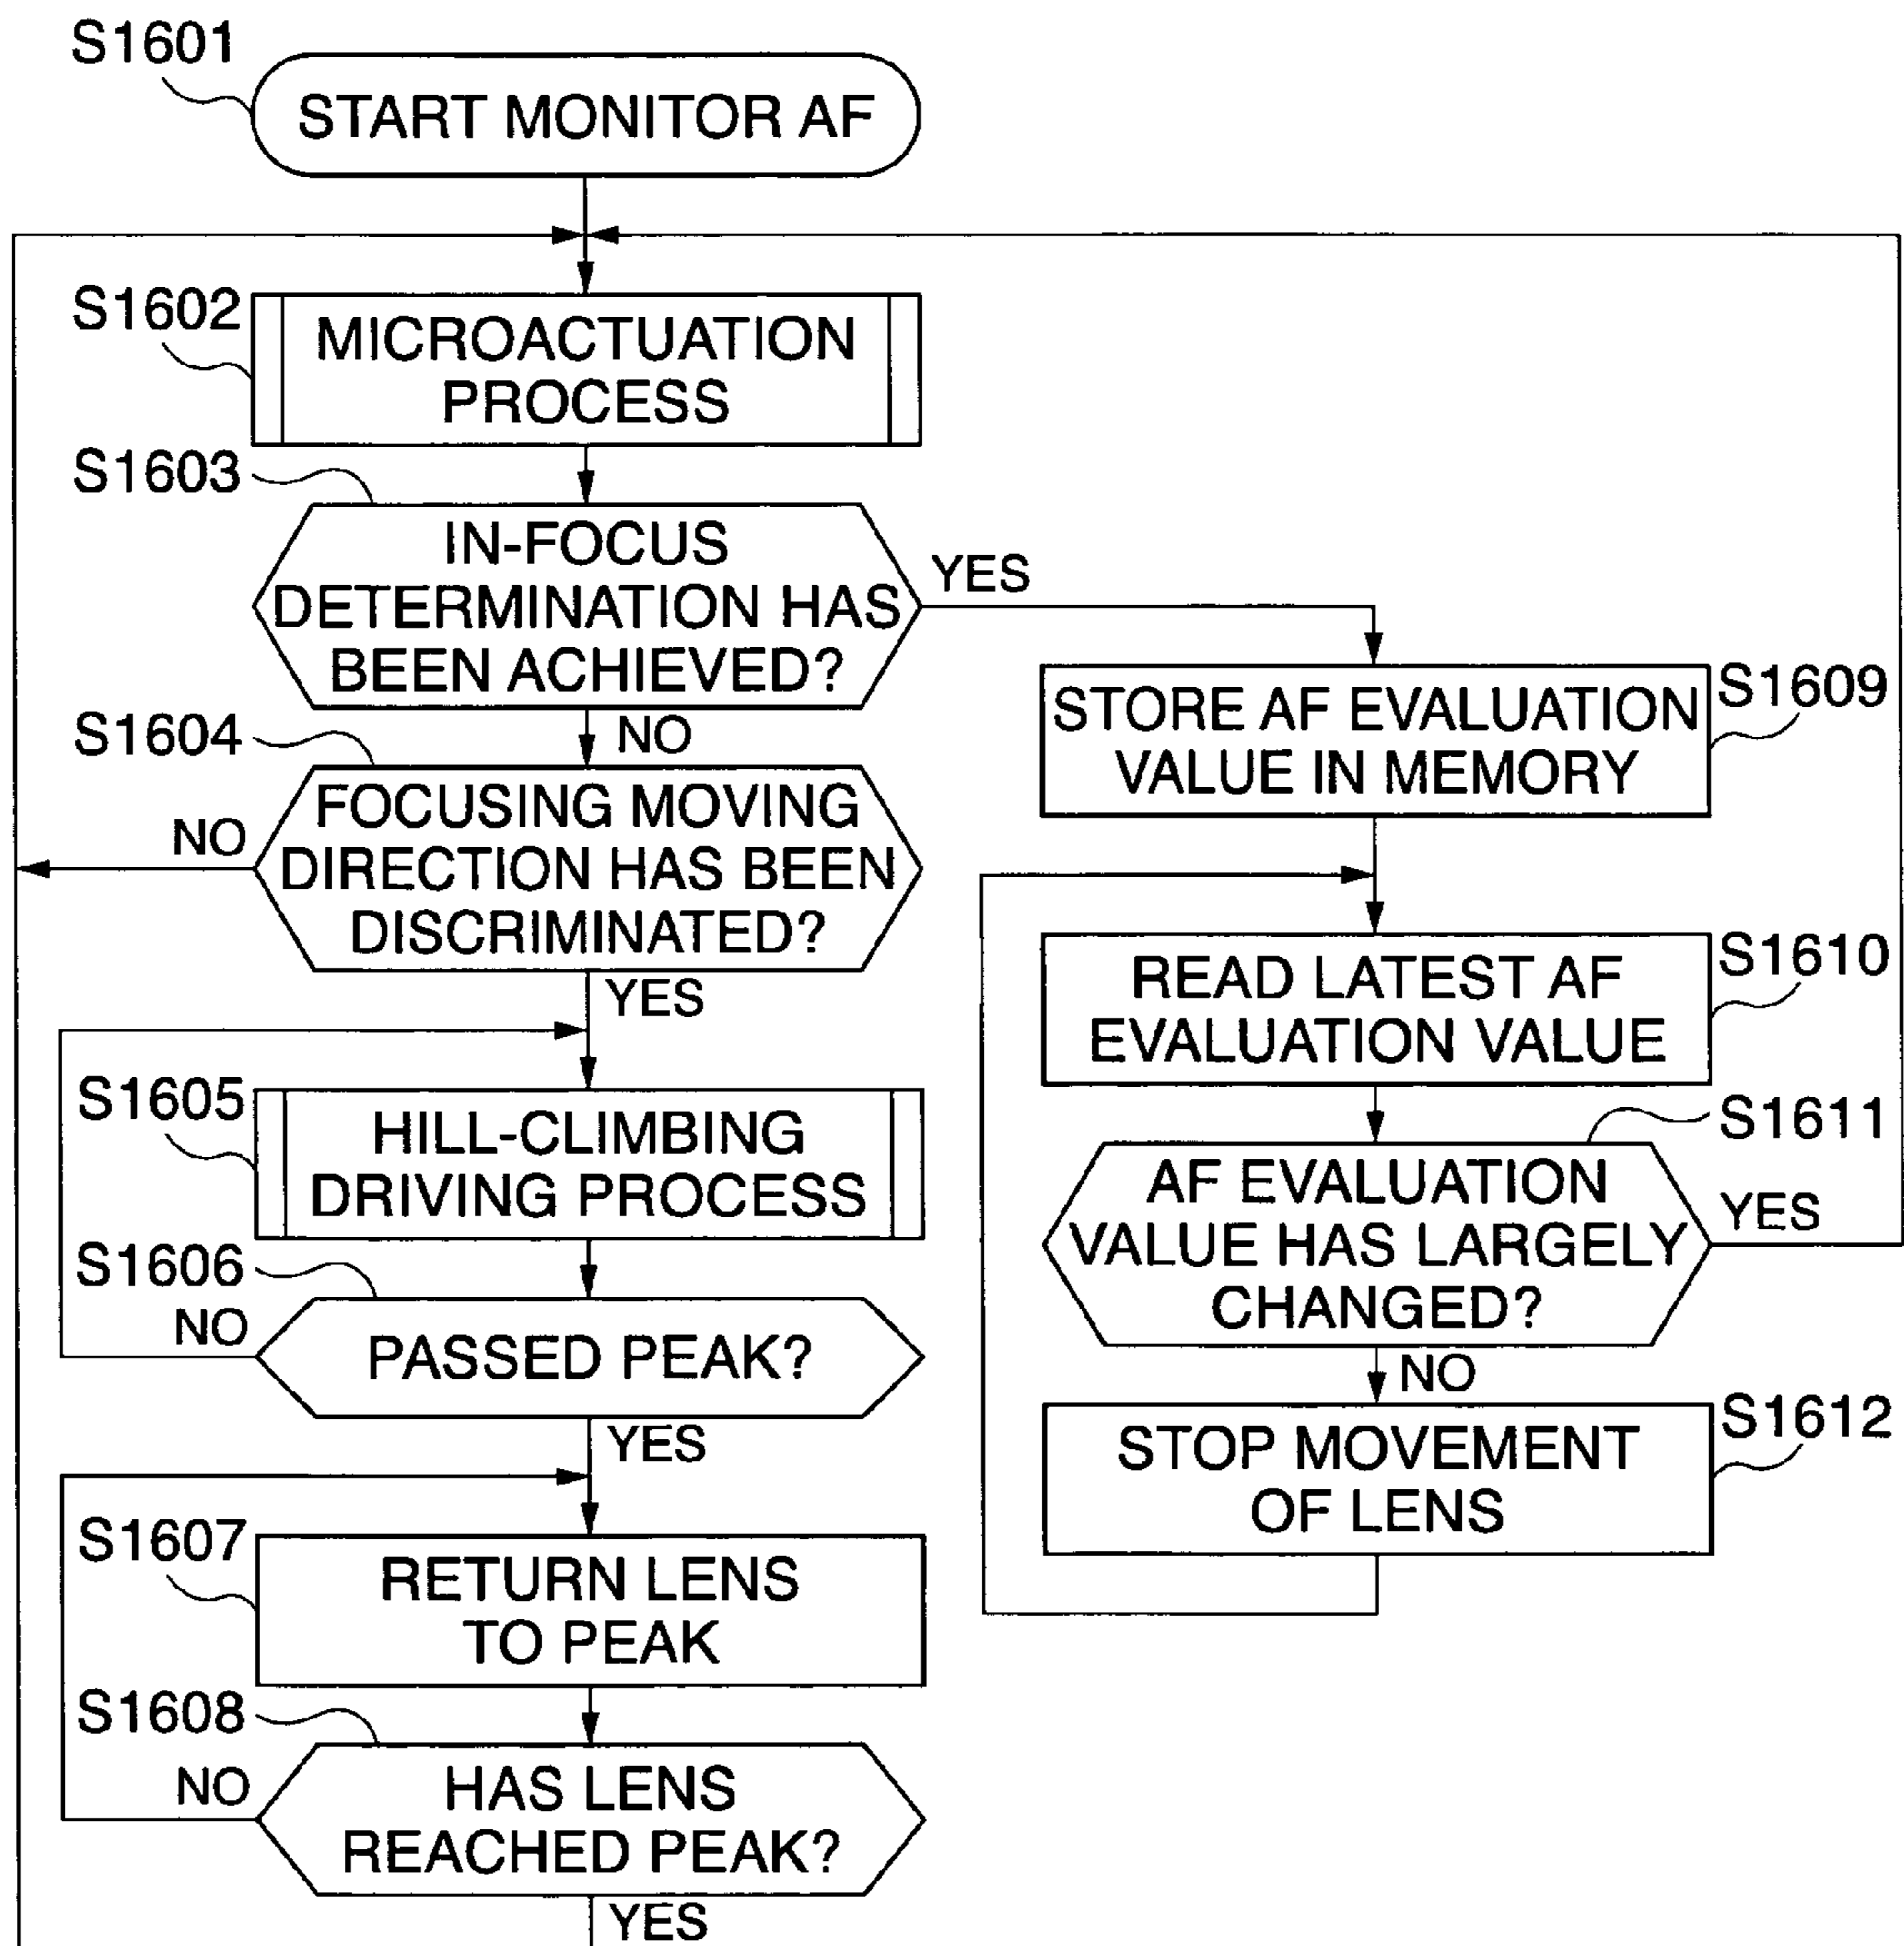 S1601
START MONITOR AF
S1602
MICROACTUATION
PROCESS
S1603
IN-FOCUS
DETERMINATION HAS
BEEN ACHIEVED?
YES
NO
S1604
FOCUSING MOVING
DIRECTION HAS BEEN
DISCRIMINATED?
NO
YES
S1605
HILL-CLIMBING
DRIVING PROCESS
S1606
PASSED PEAK?
NO
YES
S1607
RETURN LENS
TO PEAK
S1608
HAS LENS
REACHED PEAK?
NO
YES
S1609
STORE AF EVALUATION
VALUE IN MEMORY
S1610
READ LATEST AF
EVALUATION VALUE
S1611
AF EVALUATION
VALUE HAS LARGELY
CHANGED?
YES
NO
S1612
STOP MOVEMENT
OF LENS